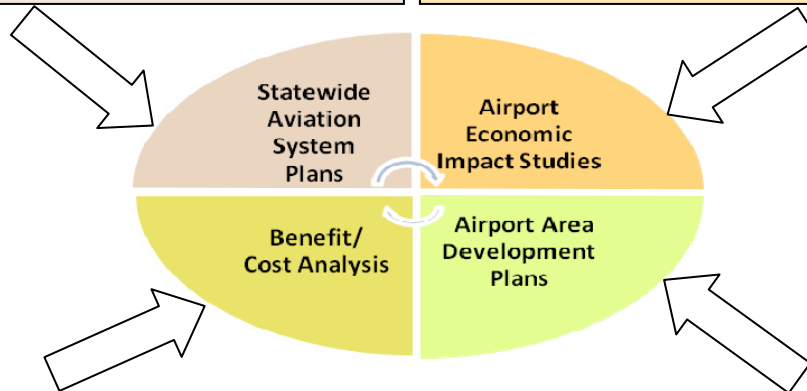 Statewide
Aviation
System
Plans
Airport
Economic
Impact Studies
Benefit/
Cost Analysis
Airport Area
Development
Plans